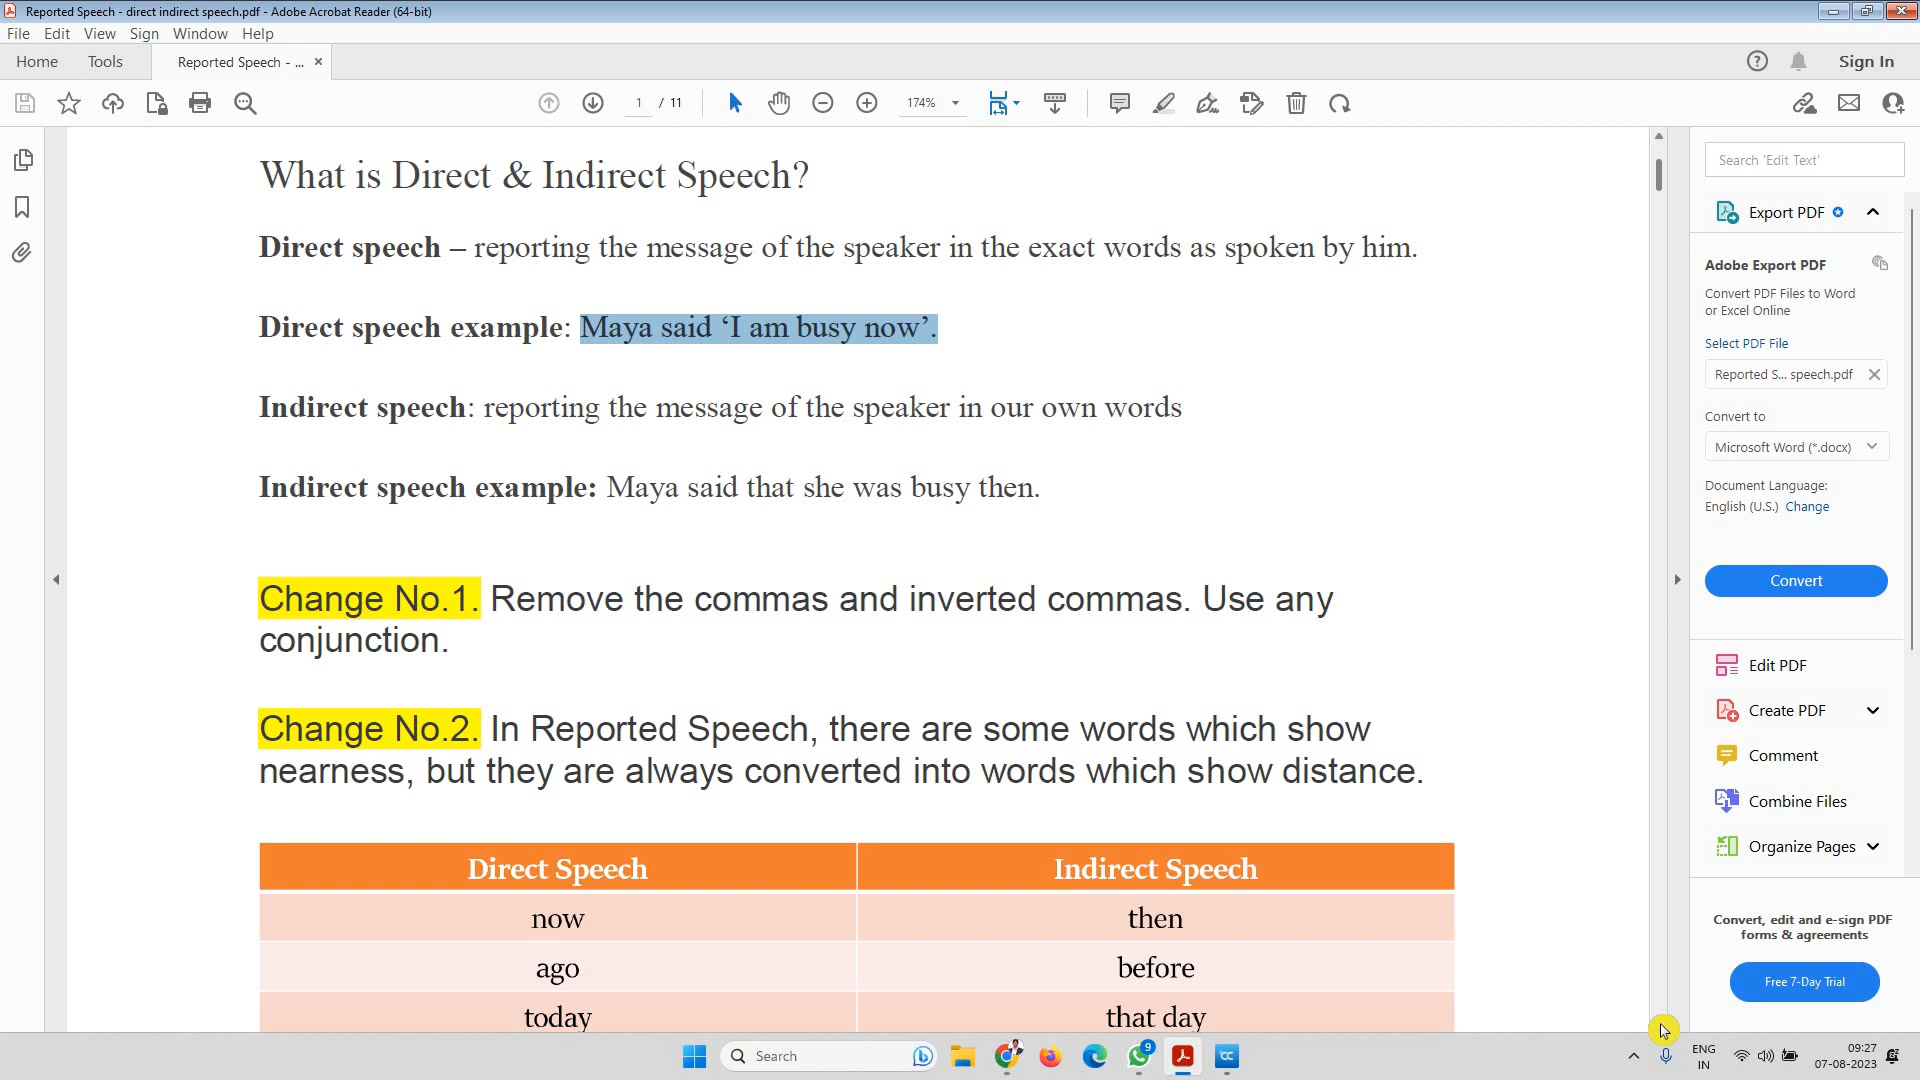 Reported Speech - direct indirect speech.pdf - Adobe Acrobat Reader (64-bit)
File Edit View Sign Window Help
Home Tools Reported Speech - ... ×
Sign In
1 / 11
174%
What is Direct & Indirect Speech?
Direct speech – reporting the message of the speaker in the exact words as spoken by him.
Direct speech example: Maya said ‘I am busy now’.
Indirect speech: reporting the message of the speaker in our own words
Indirect speech example: Maya said that she was busy then.
Change No.1. Remove the commas and inverted commas. Use any
conjunction.
Change No.2. In Reported Speech, there are some words which show
nearness, but they are always converted into words which show distance.
Direct Speech Indirect Speech
now then
ago before
today that day
Search 'Edit Text'
Export PDF
Adobe Export PDF
Convert PDF Files to Word
or Excel Online
Select PDF File
Reported S... speech.pdf
Convert to
Microsoft Word (*.docx)
Document Language:
English (U.S.) Change
Convert
Edit PDF
Create PDF
Comment
Combine Files
Organize Pages
Convert, edit and e-sign PDF
forms & agreements
Free 7-Day Trial
Search
9
CC
ENG
IN
09:27
07-08-2023